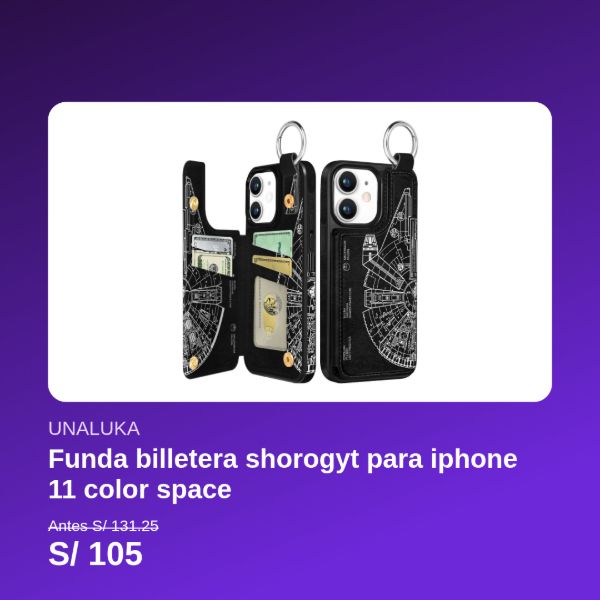 UNALUKA
Funda billetera shorogyt para iphone
11 color space
Antes S/ 131.25
S/ 105